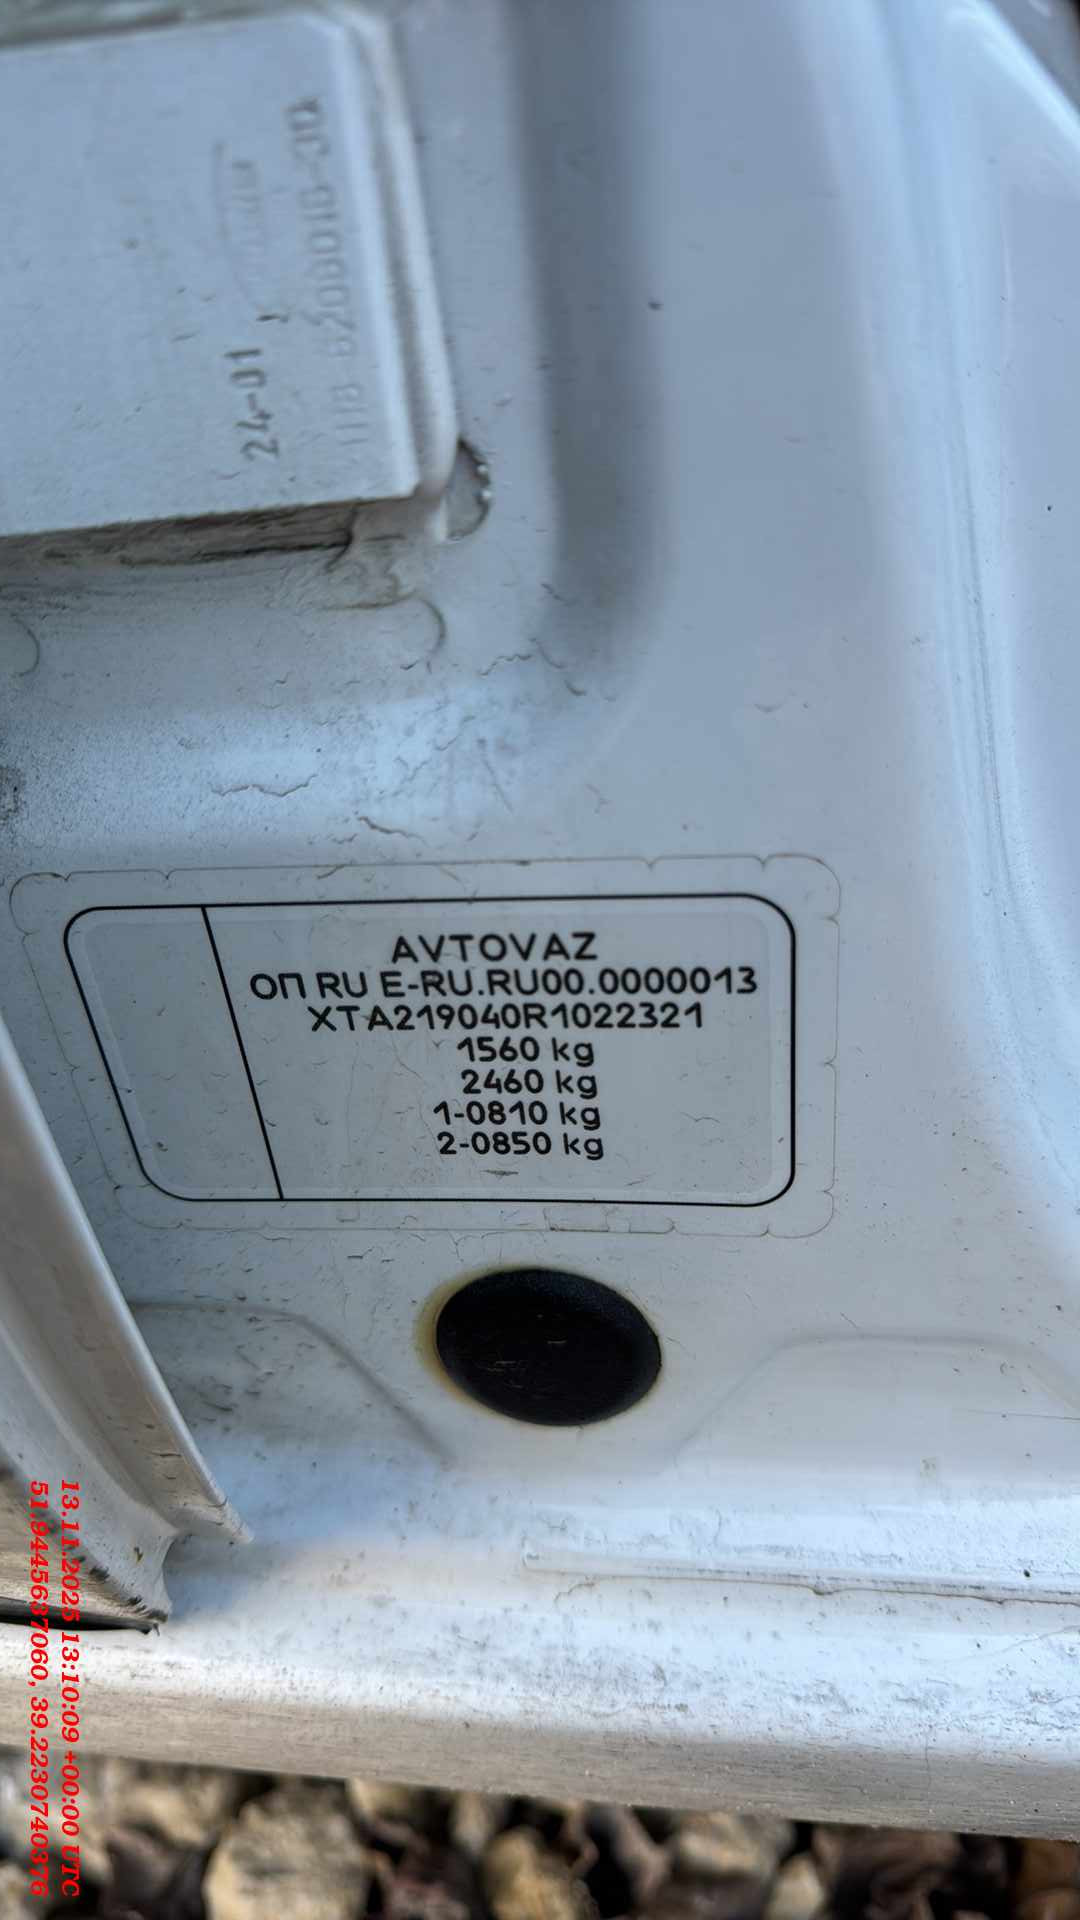 24-01
AVTOVAZ
ОП RU E-RU.RU00.0000013
XTA219040R1022321
1560 kg
2460 kg
1-0810 kg
2-0850 kg
13.11.2025 13:10:09 +00:00 UTC
51.9445637060, 39.2230740376